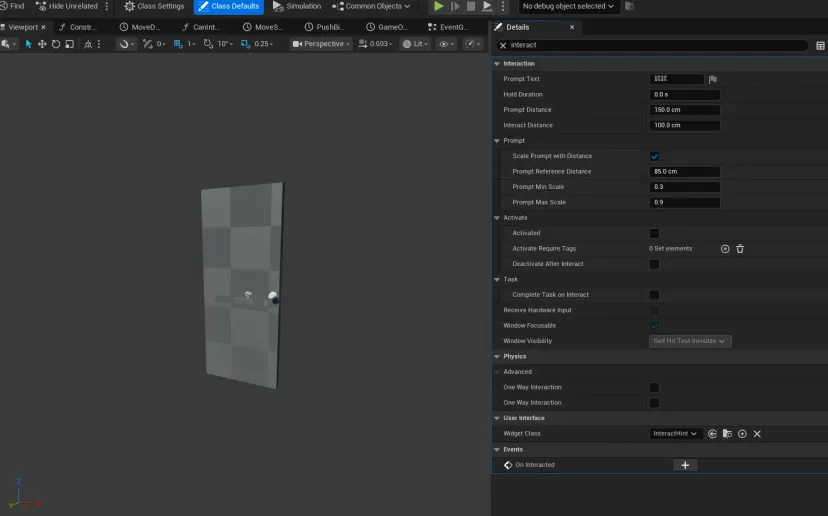 Find
Hide Unrelated
Class Settings
Class Defaults
Simulation
Common Objects
No debug object selected
Viewport
Constr...
MoveD...
CanInt...
MoveS...
PushBi...
GameO...
EventG...
Details
0
1
10°
0.25
Perspective
0.693
Lit
interact
Interaction
Prompt Text
Hold Duration
0.0 s
Prompt Distance
150.0 cm
Interact Distance
100.0 cm
Prompt
Scale Prompt with Distance
Prompt Reference Distance
85.0 cm
Prompt Min Scale
0.3
Prompt Max Scale
0.9
Activate
Activated
Activate Require Tags
0 Set elements
Deactivate After Interact
Task
Complete Task on Interact
Receive Hardware Input
Window Focusable
Window Visibility
Self Hit Test Invisible
Physics
Advanced
One Way Interaction
One Way Interaction
User Interface
Widget Class
InteractHint
Events
On Interacted
Z
Y
X